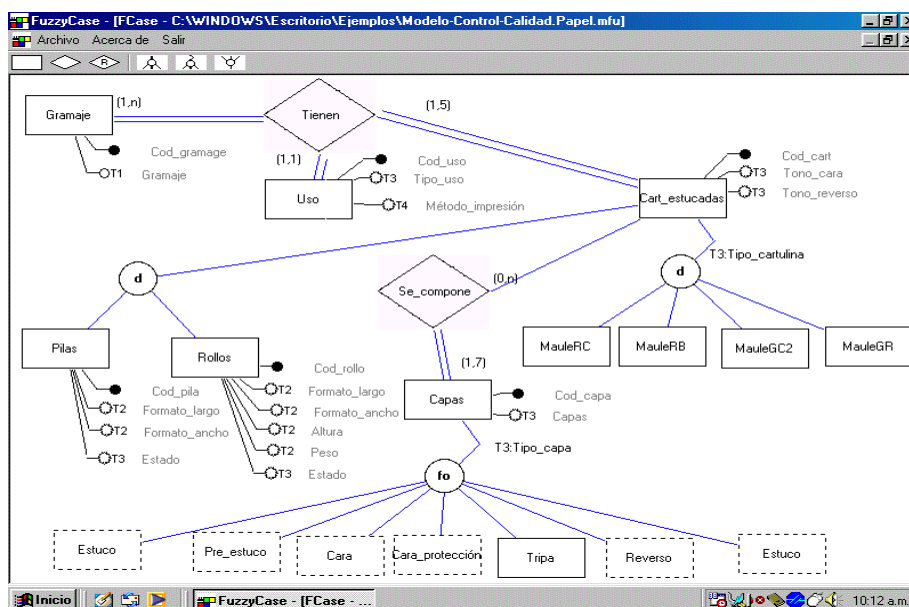 FuzzyCase - [FCase - C:\WINDOWS\Escritorio\Ejemplos\Modelo-Control-Calidad.Papel.mfu]
Archivo Acerca de Salir
R
Gramaje
(1,n)
Tienen
(1,5)
Cod_gramage
T1 Gramaje
(1,1)
Uso
Cod_uso
T3 Tipo_uso
T4 Método_impresión
Cart_estucadas
Cod_cart
T3 Tono_cara
T3 Tono_reverso
T3:Tipo_cartulina
d
d
Se_compone
(0,n)
MauleRC
MauleRB
MauleGC2
MauleGR
Pilas
Rollos
Cod_pila
T2 Formato_largo
T2 Formato_ancho
T3 Estado
Cod_rollo
T2 Formato_largo
T2 Formato_ancho
T2 Altura
T2 Peso
T3 Estado
(1,7)
Capas
Cod_capa
T3 Capas
T3:Tipo_capa
fo
Estuco
Pre_estuco
Cara
Cara_protección
Tripa
Reverso
Estuco
Inicio
FuzzyCase - [FCase - ...
10:12 a.m.